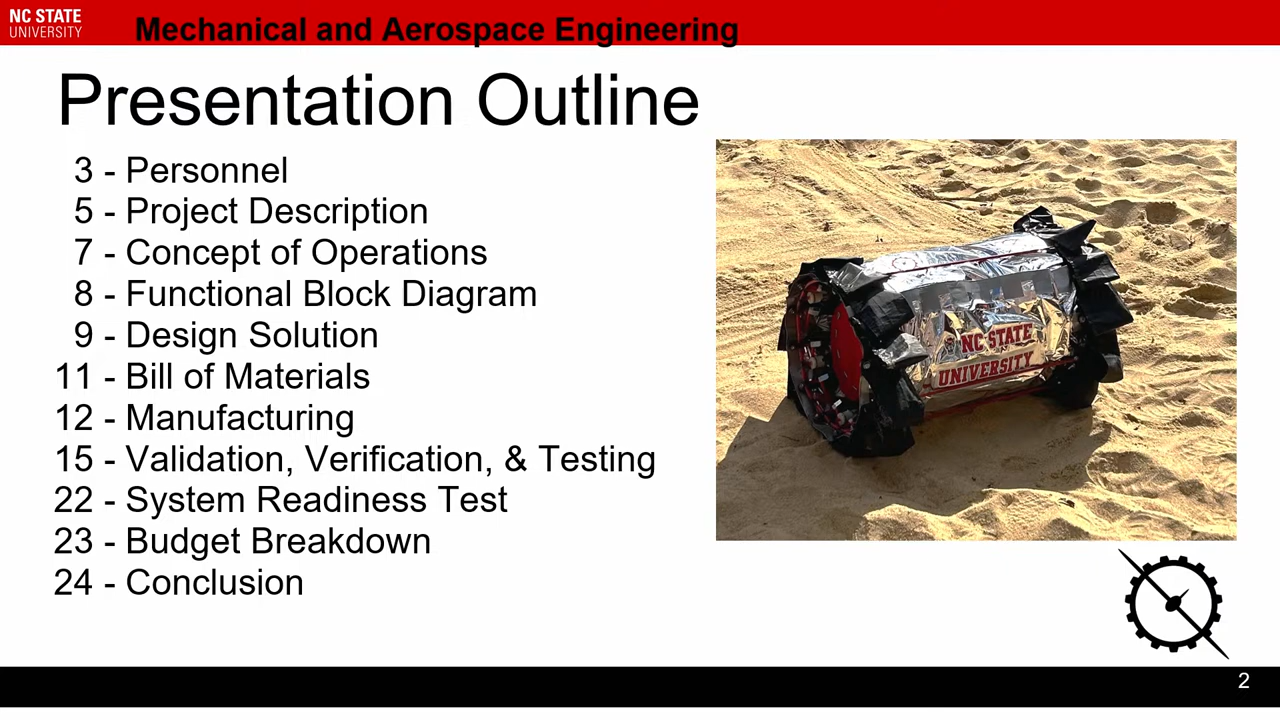 NC STATE
UNIVERSITY
Mechanical and Aerospace Engineering
Presentation Outline
3 - Personnel
5 - Project Description
7 - Concept of Operations
8 - Functional Block Diagram
9 - Design Solution
11 - Bill of Materials
12 - Manufacturing
15 - Validation, Verification, & Testing
22 - System Readiness Test
23 - Budget Breakdown
24 - Conclusion
NC STATE
UNIVERSITY
2